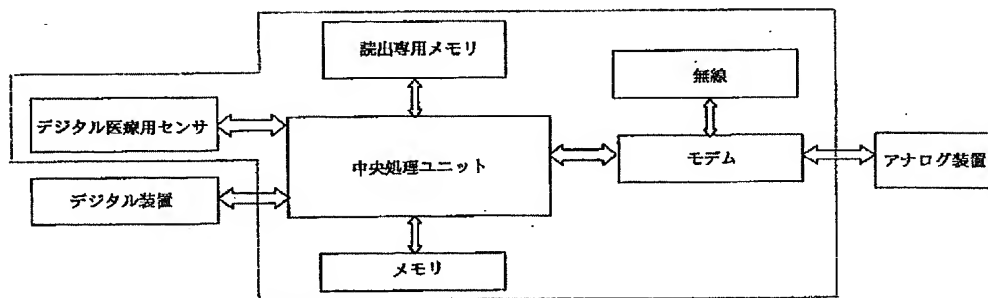 読出専用メモリ
無線
デジタル医療用センサ
中央処理ユニット
モデム
アナログ装置
デジタル装置
メモリ